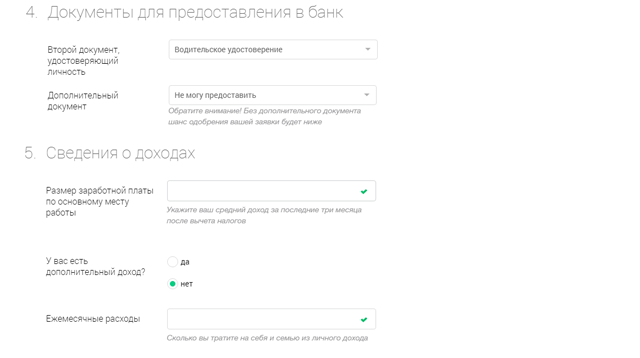 4. Документы для предоставления в банк
Второй документ,
удостоверяющий
личность
Водительское удостоверение
Дополнительный
документ
Не могу предоставить
Обратите внимание! Без дополнительного документа
шанс одобрения вашей заявки будет ниже
5. Сведения о доходах
Размер заработной платы
по основному месту
работы
Укажите ваш средний доход за последние три месяца
после вычета налогов
У вас есть
дополнительный доход?
да
нет
Ежемесячные расходы
Сколько вы тратите на себя и семью из личного дохода